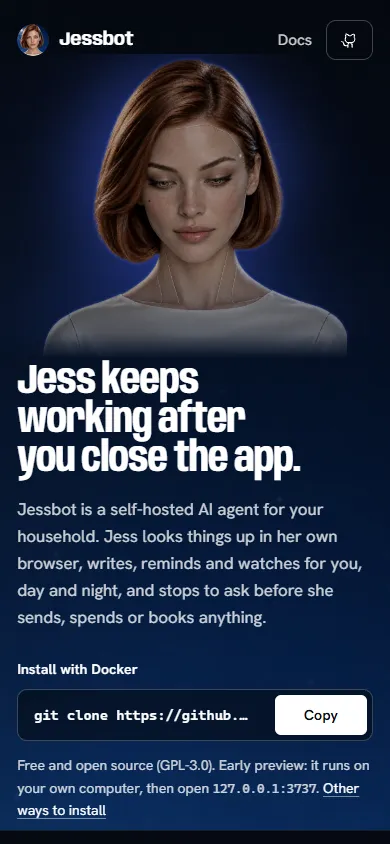 Jessbot
Docs
Jess keeps
working after
you close the app.
Jessbot is a self-hosted AI agent for your
household. Jess looks things up in her own
browser, writes, reminds and watches for you,
day and night, and stops to ask before she
sends, spends or books anything.
Install with Docker
git clone https://github.…
Copy
Free and open source (GPL-3.0). Early preview: it runs on
your own computer, then open 127.0.0.1:3737. Other
ways to install